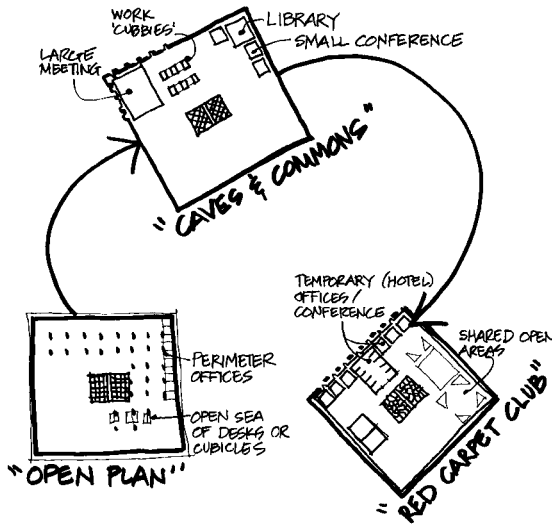 WORK
'CUBBIES'
LIBRARY
SMALL CONFERENCE
LARGE
MEETING
"CAVES & COMMONS"
TEMPORARY (HOTEL)
OFFICES/
CONFERENCE
SHARED OPEN
AREAS
PERIMETER
OFFICES
OPEN SEA
OF DESKS OR
CUBICLES
"OPEN PLAN"
"RED CARPET CLUB"